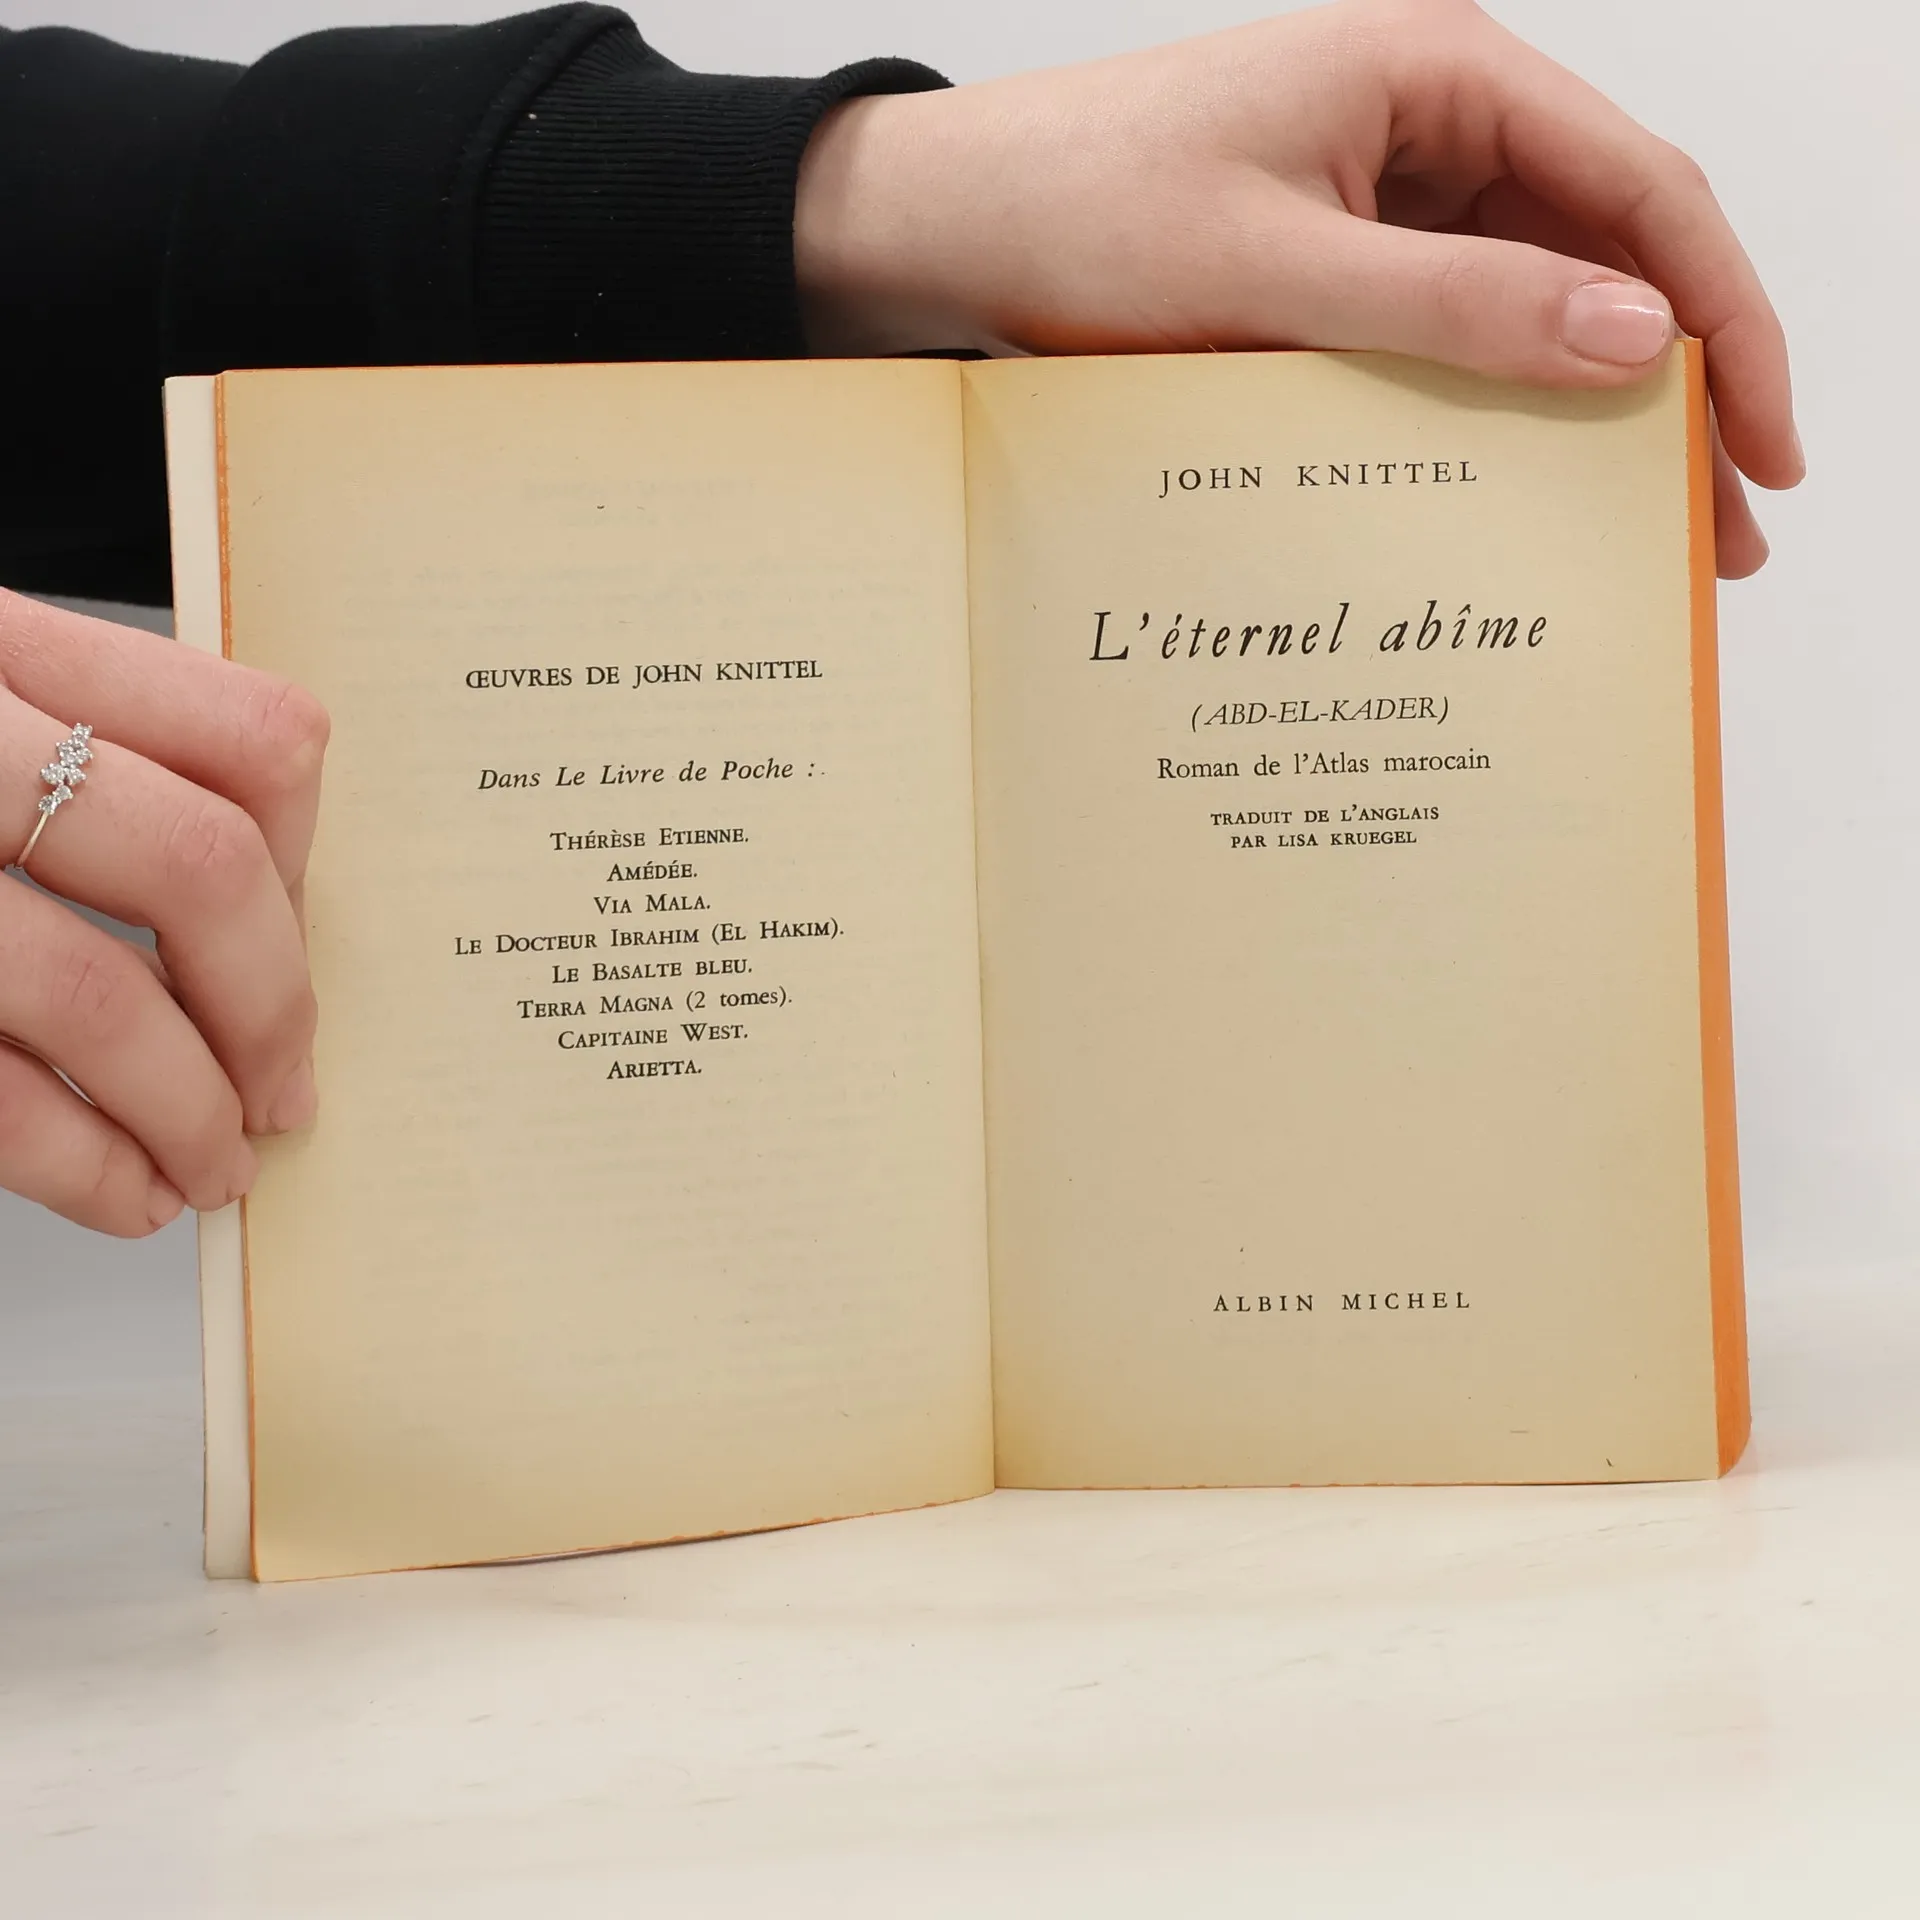 ŒUVRES DE JOHN KNITTEL
Dans Le Livre de Poche :
THÉRÈSE ETIENNE.
AMÉDÉE.
VIA MALA.
LE DOCTEUR IBRAHIM (EL HAKIM).
LE BASALTE BLEU.
TERRA MAGNA (2 tomes).
CAPITAINE WEST.
ARIETTA.
JOHN KNITTEL
L'éternel abîme
(ABD-EL-KADER)
Roman de l'Atlas marocain
TRADUIT DE L'ANGLAIS
PAR LISA KRUEGEL
ALBIN MICHEL